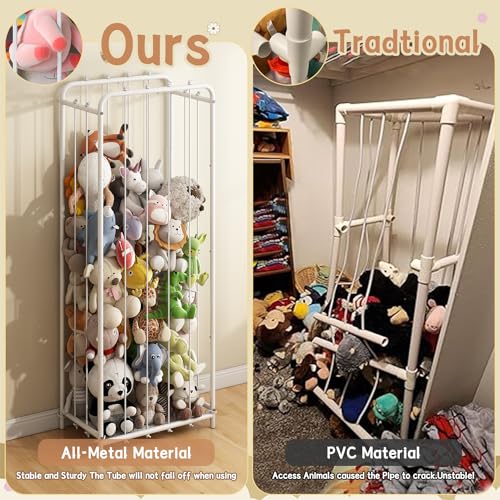 Ours
Tradtional
All-Metal Material
PVC Material
Stable and Sturdy The Tube will not fall off when using
Access Animals caused the Pipe to crack.Unstable!